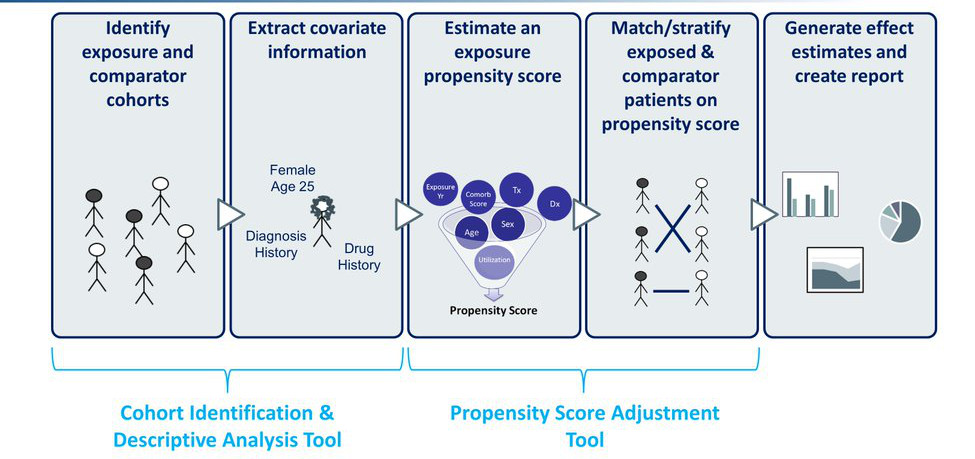 Identify
exposure and
comparator
cohorts
Extract covariate
information
Female
Age 25
Diagnosis
History
Drug
History
Estimate an
exposure
propensity score
Exposure
Yr
Comorb
Score
Tx
Dx
Age
Sex
Utilization
Propensity Score
Match/stratify
exposed &
comparator
patients on
propensity score
Generate effect
estimates and
create report
Cohort Identification &
Descriptive Analysis Tool
Propensity Score Adjustment
Tool